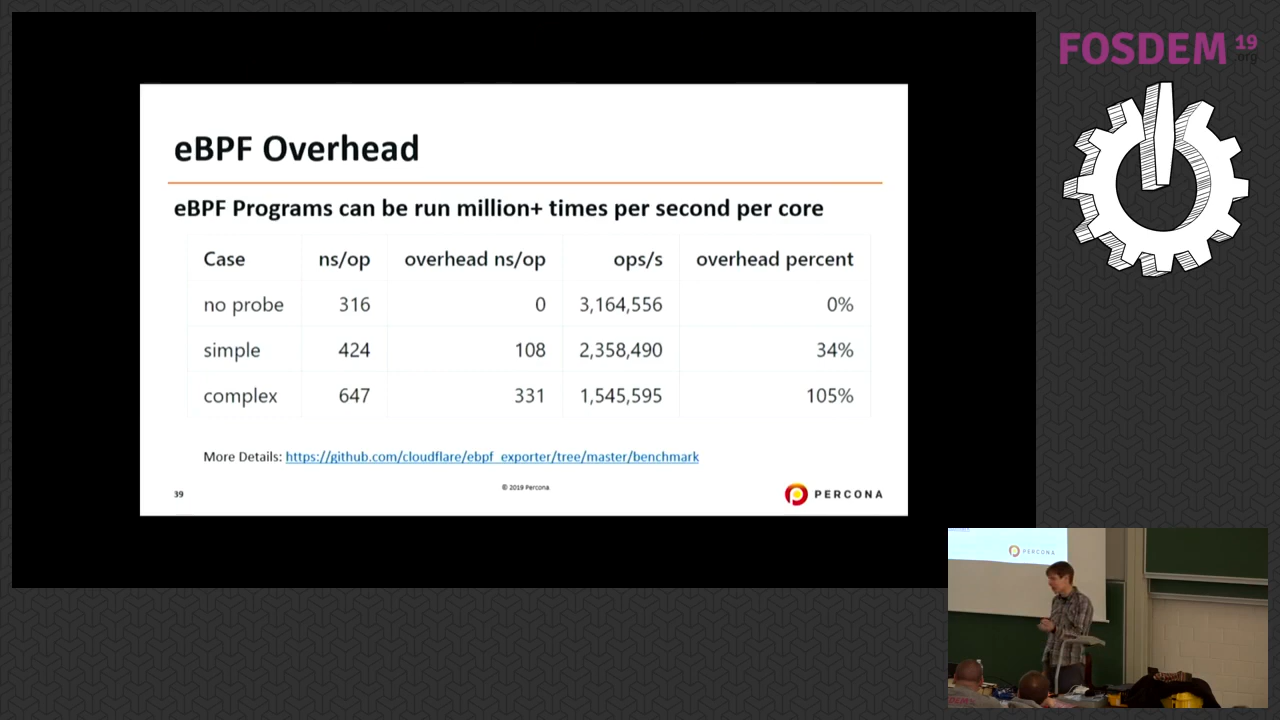 FOSDEM 19
.org
eBPF Overhead
eBPF Programs can be run million+ times per second per core
Case ns/op overhead ns/op ops/s overhead percent
no probe 316 0 3,164,556 0%
simple 424 108 2,358,490 34%
complex 647 331 1,545,595 105%
More Details: https://github.com/cloudflare/ebpf_exporter/tree/master/benchmark
39
© 2019 Percona
PERCONA
PERCONA